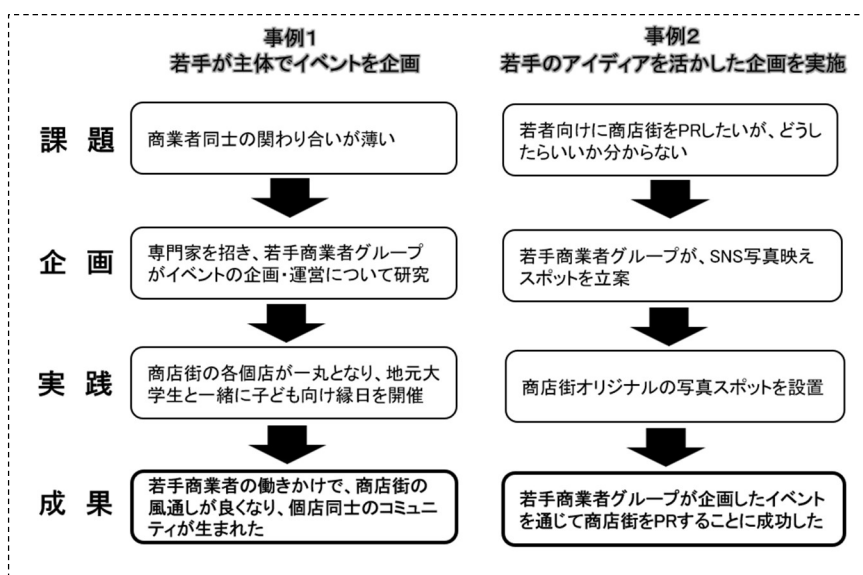 事例1
若手が主体でイベントを企画
事例2
若手のアイディアを活かした企画を実施
課 題
商業者同士の関わり合いが薄い
若者向けに商店街をPRしたいが、どうし
たらいいか分からない
企 画
専門家を招き、若手商業者グループ
がイベントの企画・運営について研究
若手商業者グループが、SNS写真映え
スポットを立案
実 践
商店街の各個店が一丸となり、地元大
学生と一緒に子ども向け縁日を開催
商店街オリジナルの写真スポットを設置
成 果
若手商業者の働きかけで、商店街の
風通しが良くなり、個店同士のコミュニ
ティが生まれた
若手商業者グループが企画したイベント
を通じて商店街をPRすることに成功した